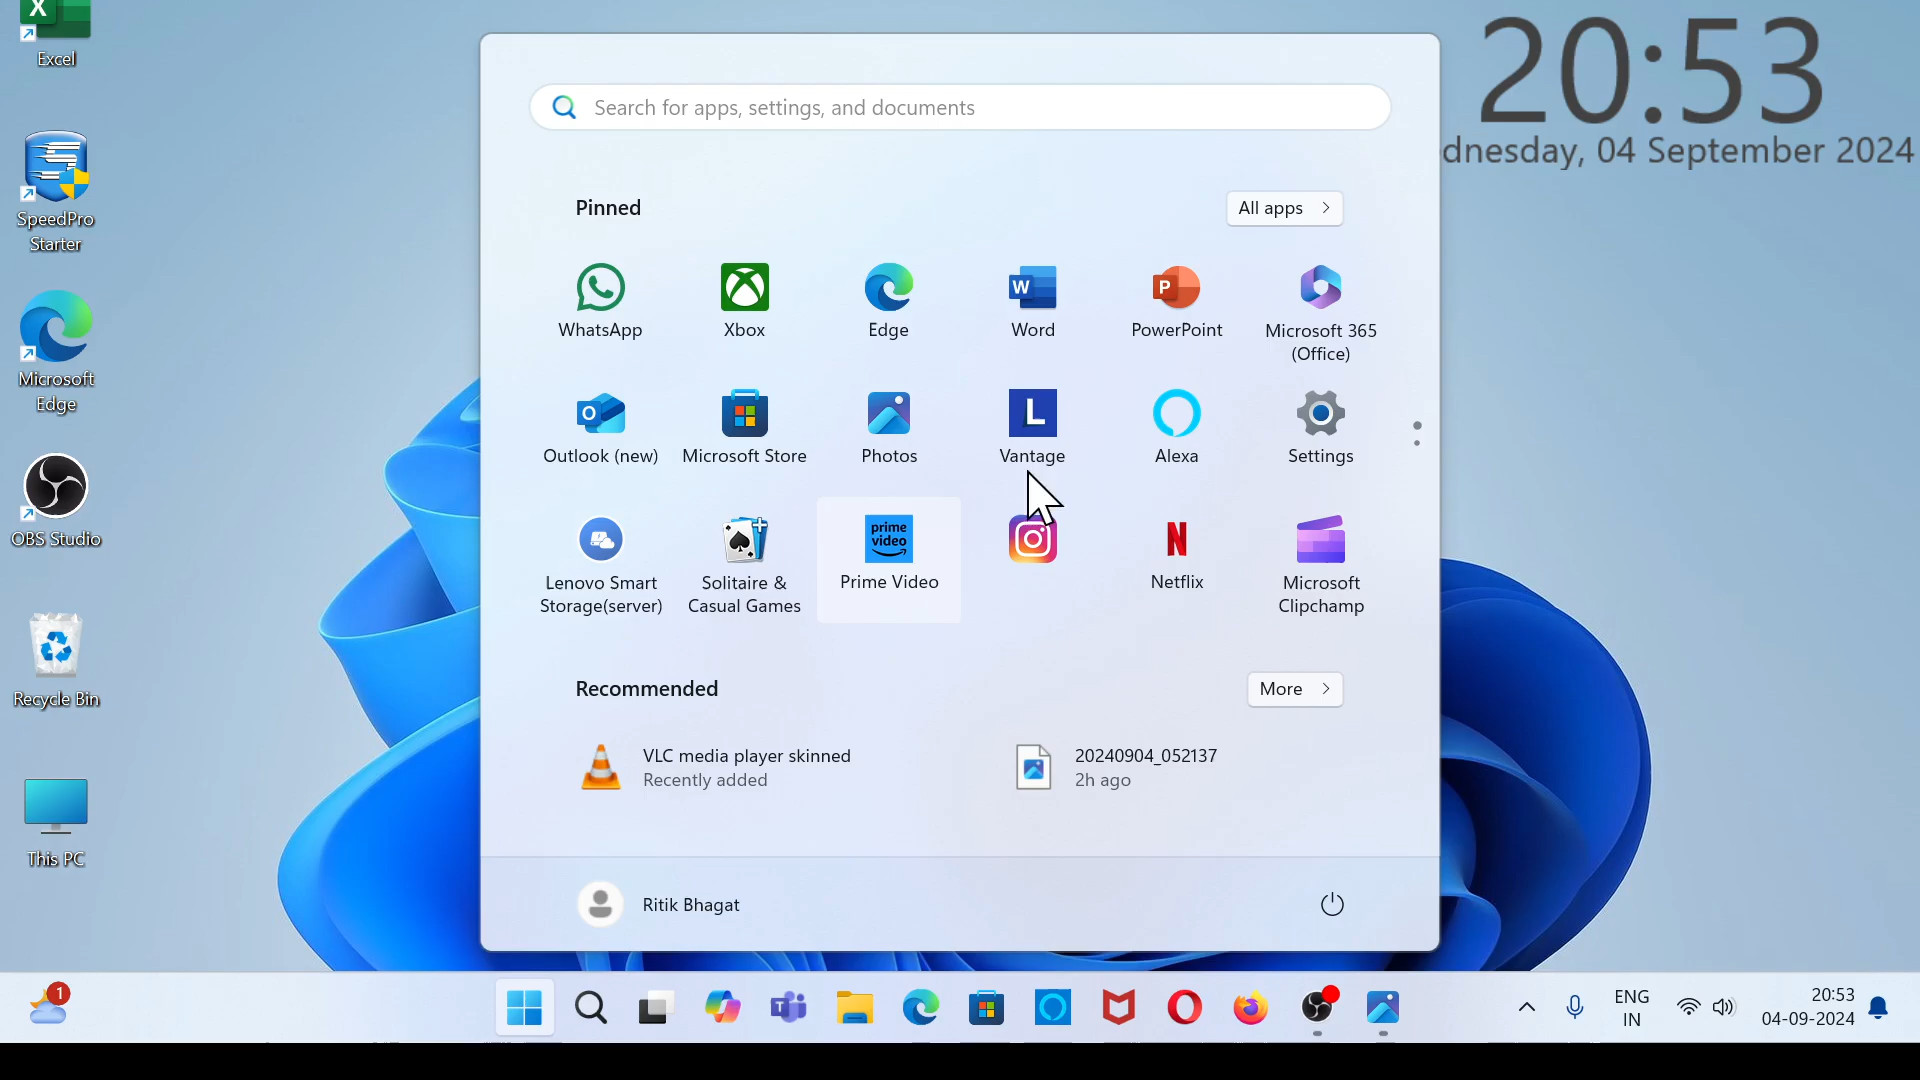 Excel
SpeedPro
Starter
Microsoft
Edge
OBS Studio
Recycle Bin
This PC
20:53
dnesday, 04 September 2024
Search for apps, settings, and documents
Pinned
All apps
WhatsApp
Xbox
Edge
Word
PowerPoint
Microsoft 365
(Office)
Outlook (new)
Microsoft Store
Photos
Vantage
Alexa
Settings
Lenovo Smart
Storage(server)
Solitaire &
Casual Games
prime
video
Prime Video
Netflix
Microsoft
Clipchamp
Recommended
More
VLC media player skinned
Recently added
20240904_052137
2h ago
Ritik Bhagat
1
ENG
IN
20:53
04-09-2024